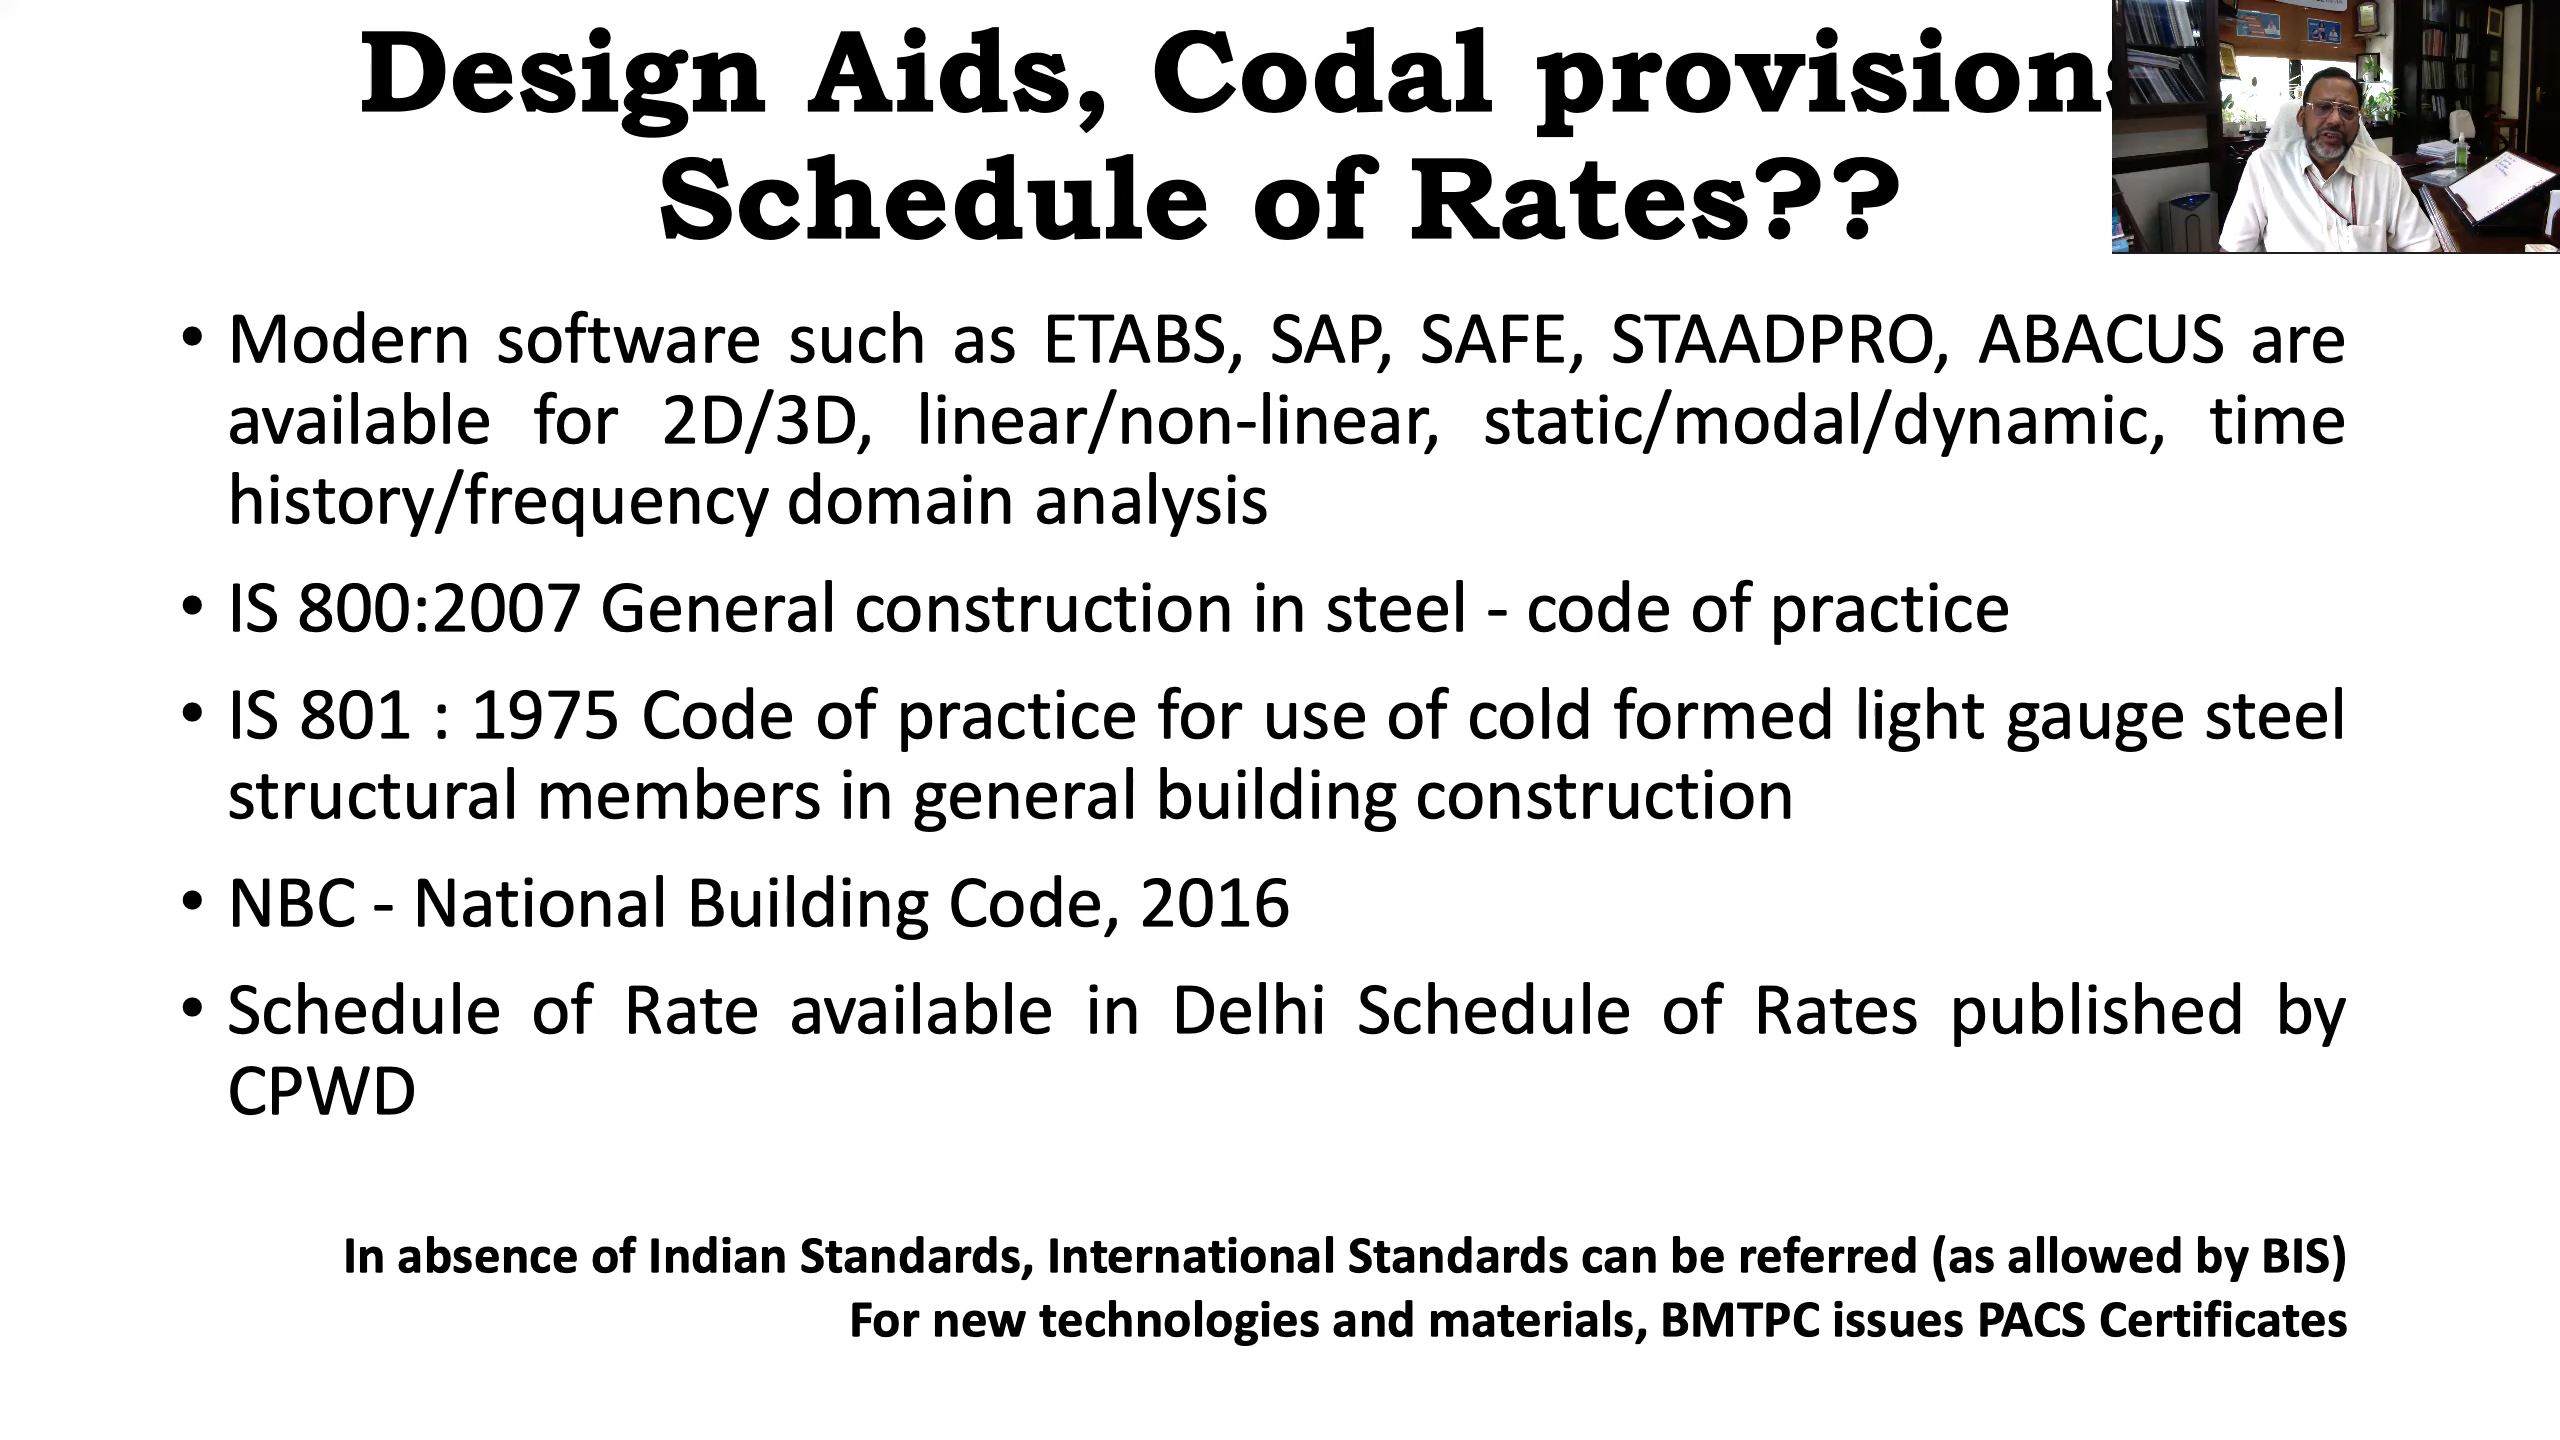 Design Aids, Codal provisions
Schedule of Rates??
• Modern software such as ETABS, SAP, SAFE, STAADPRO, ABACUS are
available for 2D/3D, linear/non-linear, static/modal/dynamic, time
history/frequency domain analysis
• IS 800:2007 General construction in steel - code of practice
• IS 801 : 1975 Code of practice for use of cold formed light gauge steel
structural members in general building construction
• NBC - National Building Code, 2016
• Schedule of Rate available in Delhi Schedule of Rates published by
CPWD
In absence of Indian Standards, International Standards can be referred (as allowed by BIS)
For new technologies and materials, BMTPC issues PACS Certificates